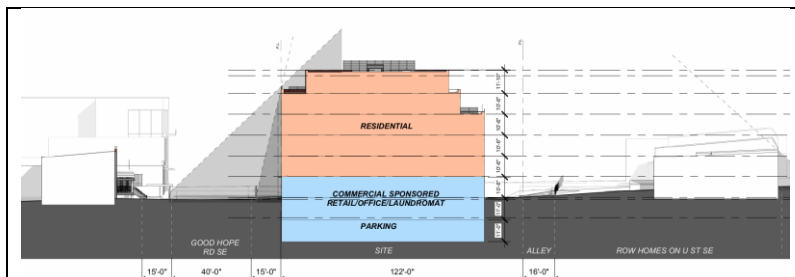 RESIDENTIAL
COMMERCIAL SPONSORED
RETAIL/OFFICE/LAUNDROMAT
PARKING
GOOD HOPE
RD SE
SITE
ALLEY
ROW HOMES ON U ST SE
15'-0"
40'-0"
15'-0"
122'-0"
16'-0"